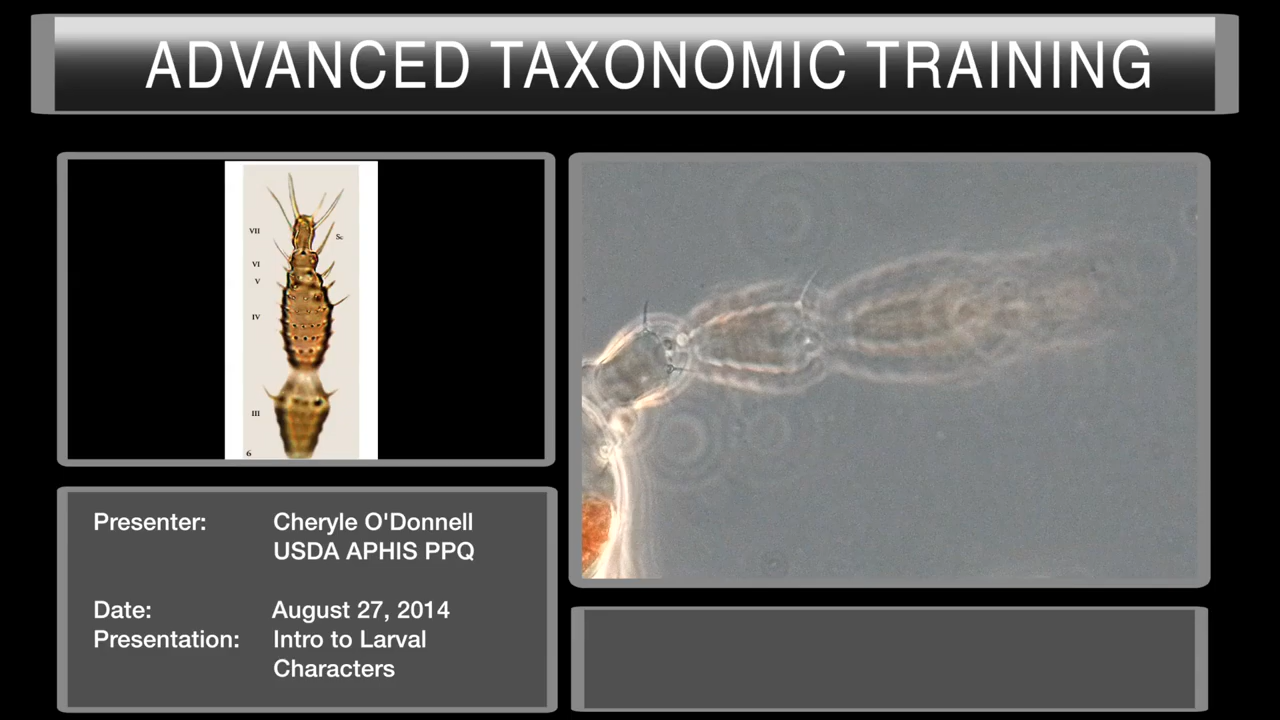 ADVANCED TAXONOMIC TRAINING
VII
Sc
VI
V
IV
III
6
Presenter: Cheryle O'Donnell
USDA APHIS PPQ
Date: August 27, 2014
Presentation: Intro to Larval
Characters